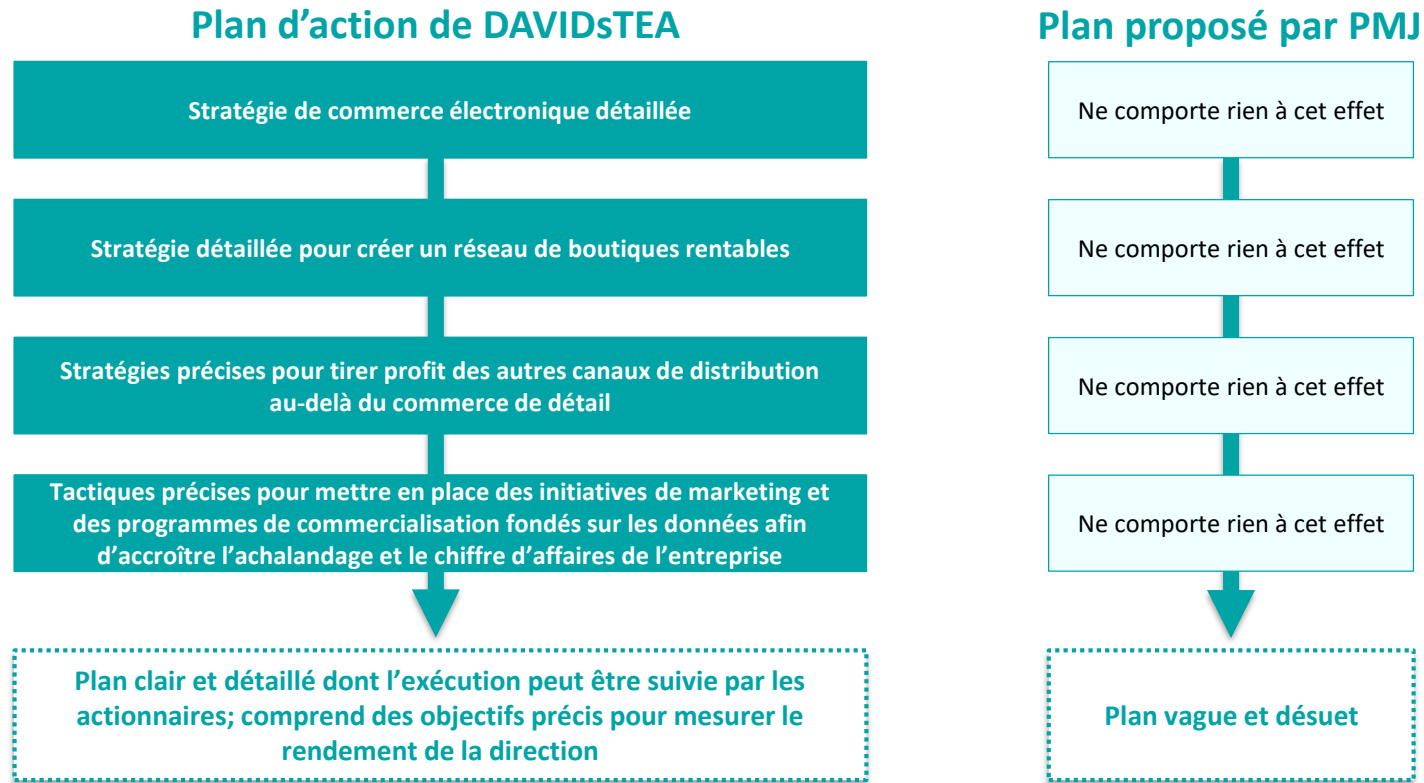 Plan d’action de DAVIDsTEA
Plan proposé par PMJ
Stratégie de commerce électronique détaillée
Ne comporte rien à cet effet
Stratégie détaillée pour créer un réseau de boutiques rentables
Ne comporte rien à cet effet
Stratégies précises pour tirer profit des autres canaux de distribution
au-delà du commerce de détail
Ne comporte rien à cet effet
Tactiques précises pour mettre en place des initiatives de marketing et
des programmes de commercialisation fondés sur les données afin
d’accroître l’achalandage et le chiffre d’affaires de l’entreprise
Ne comporte rien à cet effet
Plan clair et détaillé dont l’exécution peut être suivie par les
actionnaires; comprend des objectifs précis pour mesurer le
rendement de la direction
Plan vague et désuet